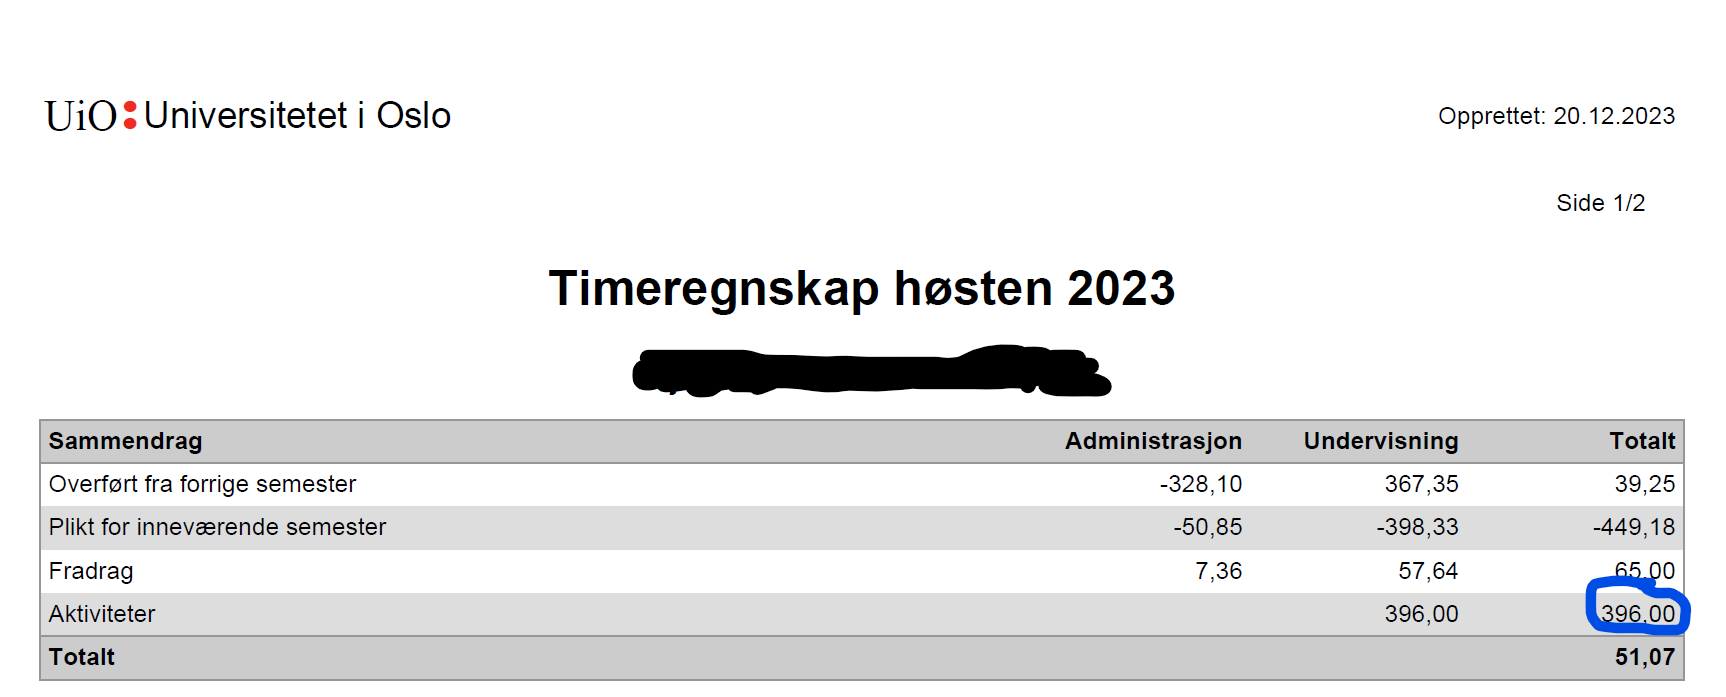 UiO:Universitetet i Oslo
Opprettet: 20.12.2023
Side 1/2
Timeregnskap høsten 2023
Sammendrag Administrasjon Undervisning Totalt
Overført fra forrige semester -328,10 367,35 39,25
Plikt for inneværende semester -50,85 -398,33 -449,18
Fradrag 7,36 57,64 65,00
Aktiviteter 396,00 396,00
Totalt 51,07